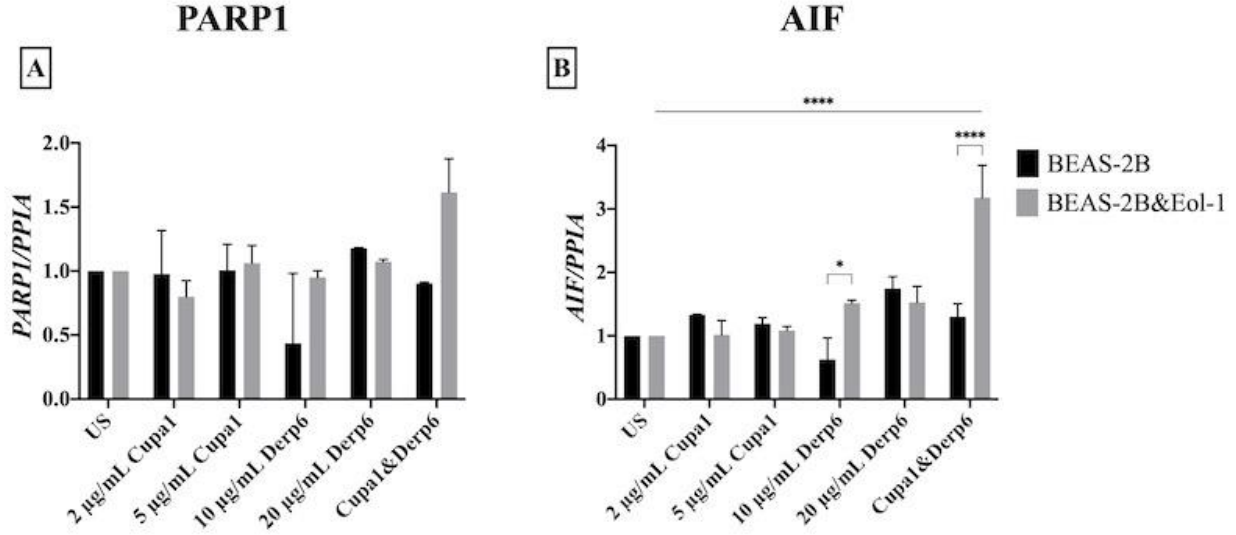 PARP1
A
PARP1/PPIA
2.0
1.5
1.0
0.5
0.0
US
2 µg/mL Cupa1
5 µg/mL Cupa1
10 µg/mL Derp6
20 µg/mL Derp6
Cupa1&Derp6
AIF
B
AIF/PPIA
4
3
2
1
0
****
****
*
US
2 µg/mL Cupa1
5 µg/mL Cupa1
10 µg/mL Derp6
20 µg/mL Derp6
Cupa1&Derp6
BEAS-2B
BEAS-2B&Eol-1